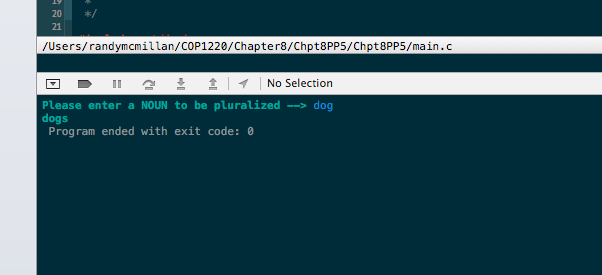 19 *
20 */
21
/Users/randymcmillan/COP1220/Chapter8/Chpt8PP5/Chpt8PP5/main.c
No Selection
Please enter a NOUN to be pluralized ——> dog
dogs
Program ended with exit code: 0